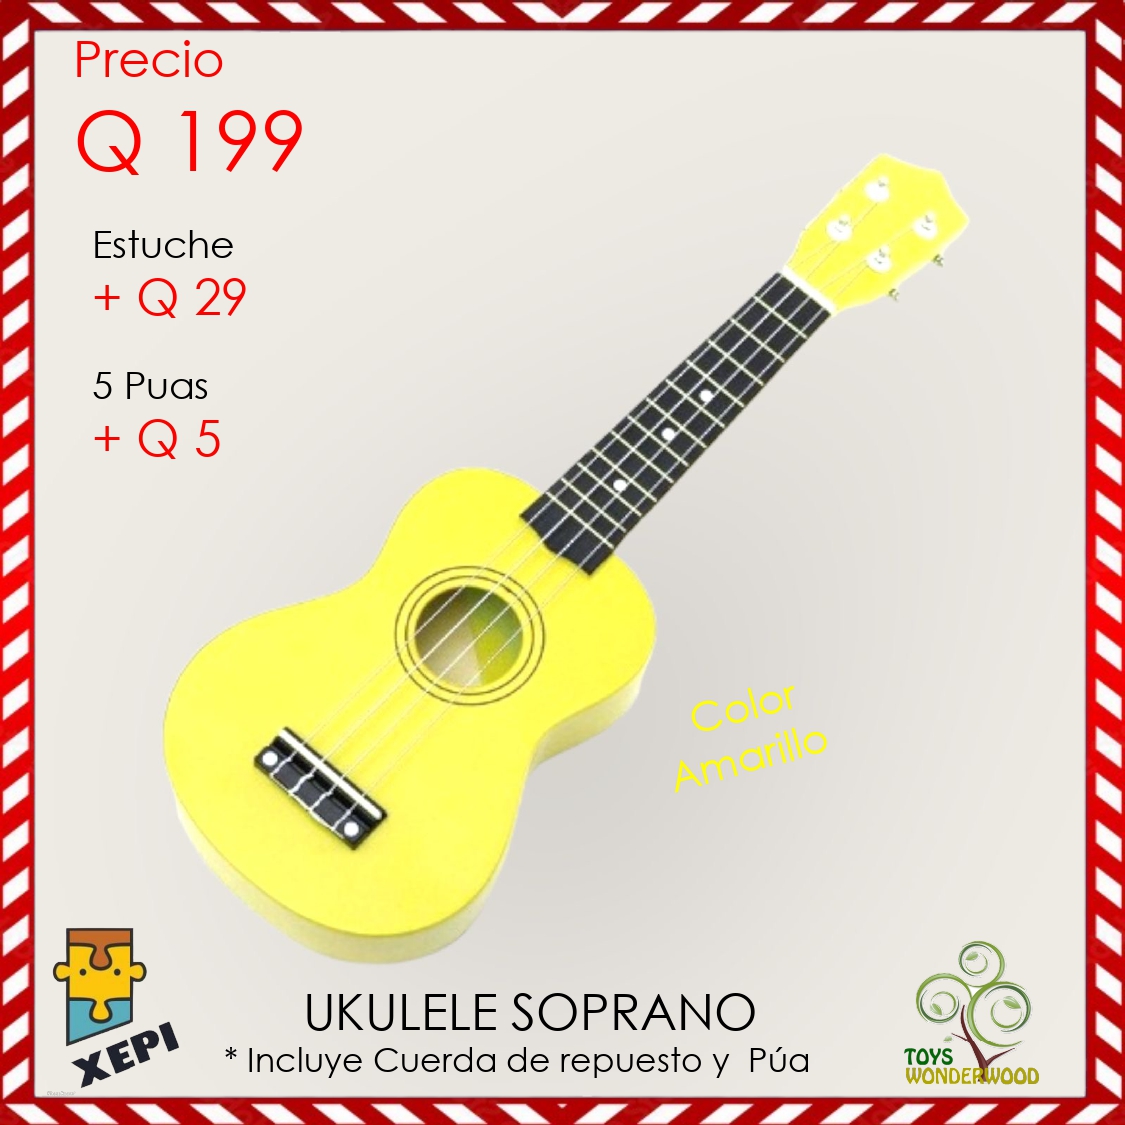 Precio
Q 199
Estuche
+ Q 29
5 Puas
+ Q 5
Color
Amarillo
UKULELE SOPRANO
* Incluye Cuerda de repuesto y Púa
XEPI
TOYS
WONDERWOOD